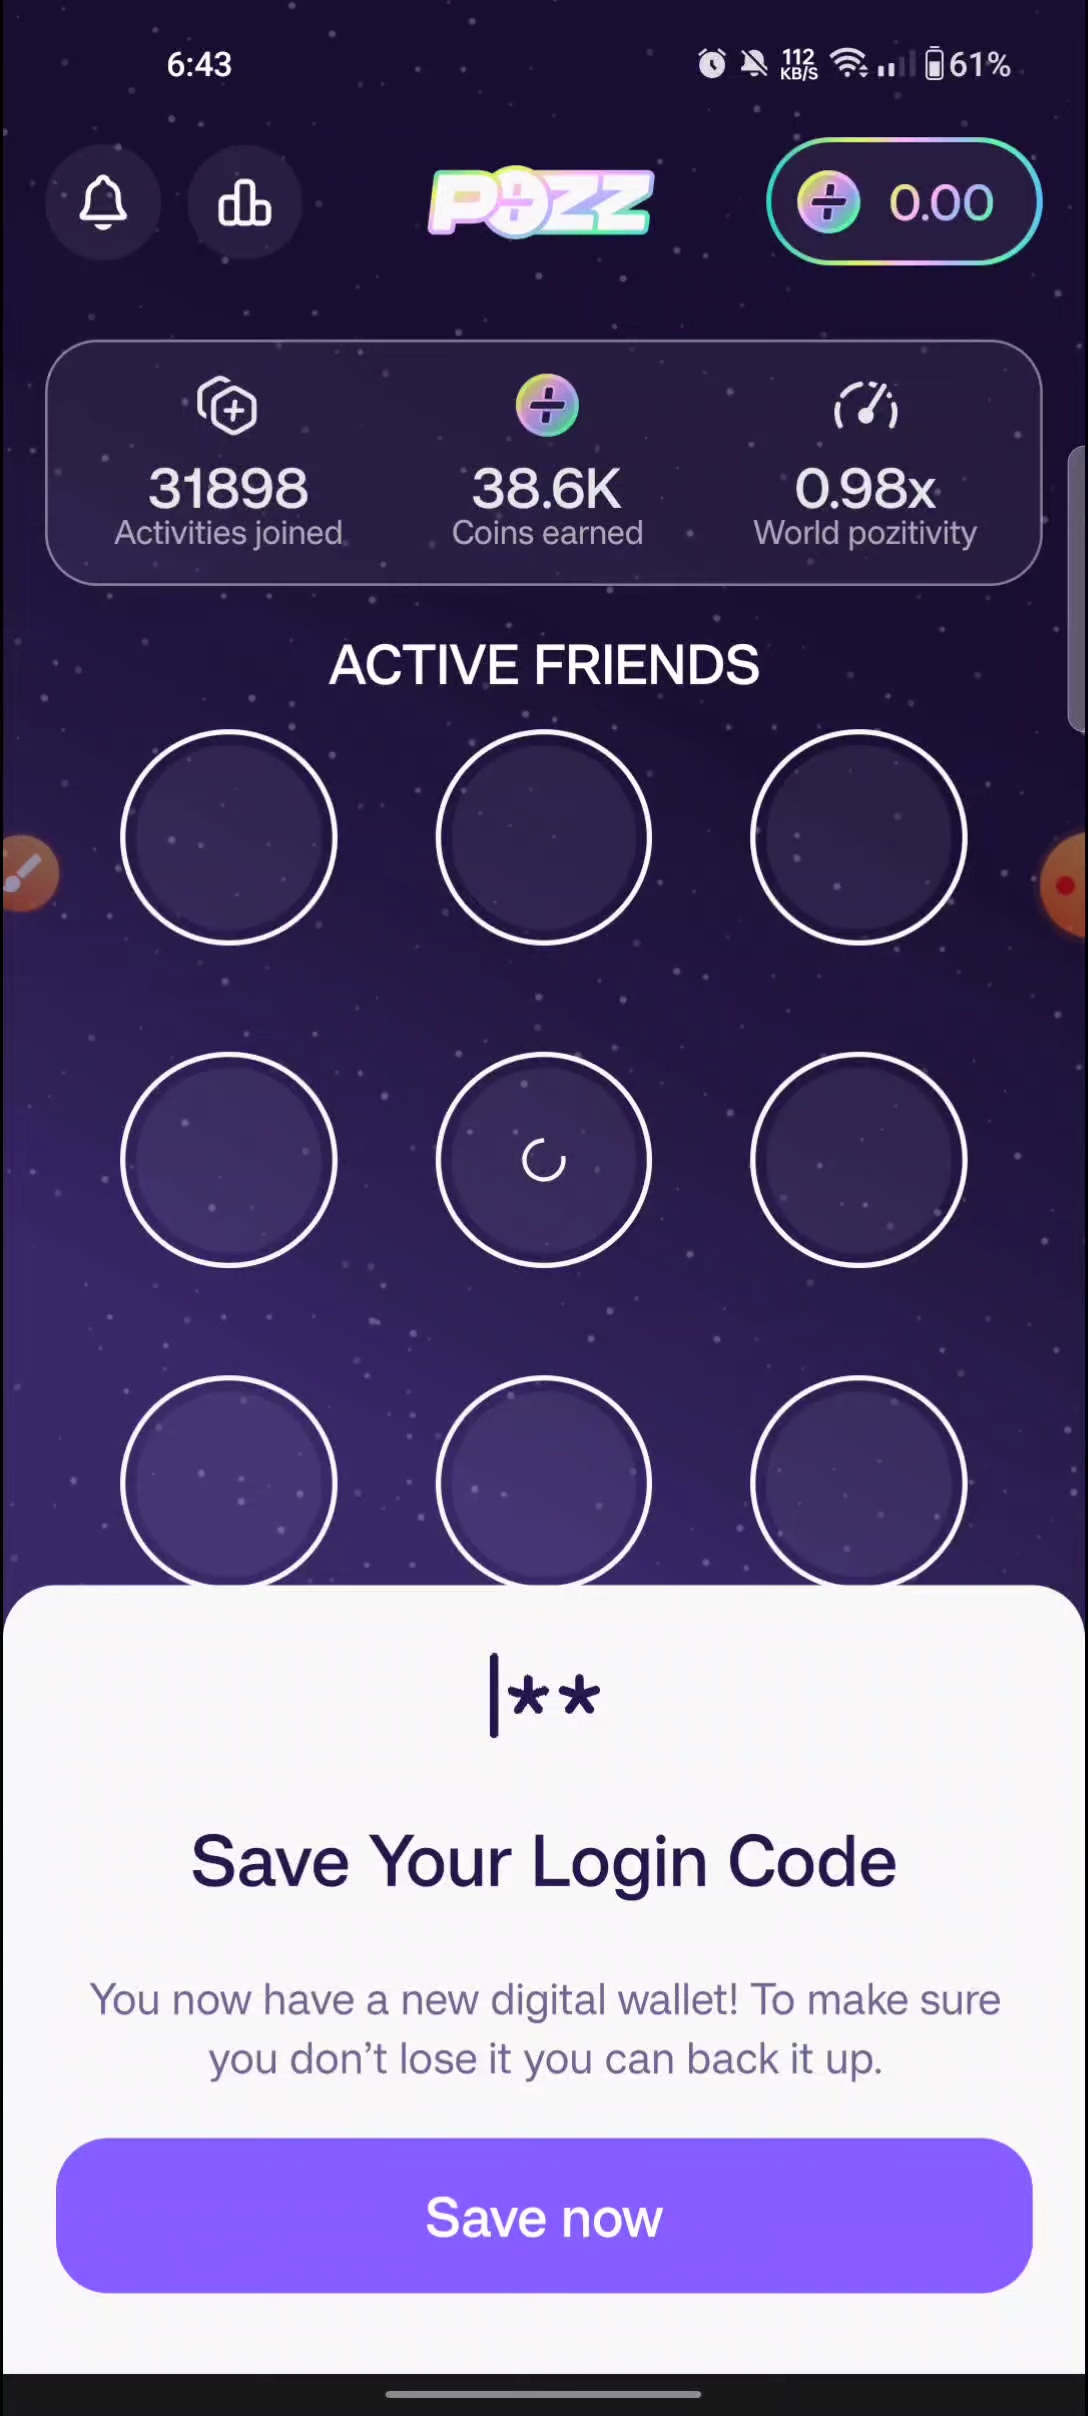 6:43
112
KB/S
61%
POZZ
0.00
31898
38.6K
0.98x
Activities joined
Coins earned
World pozitivity
ACTIVE FRIENDS
|**
Save Your Login Code
You now have a new digital wallet! To make sure
you don’t lose it you can back it up.
Save now